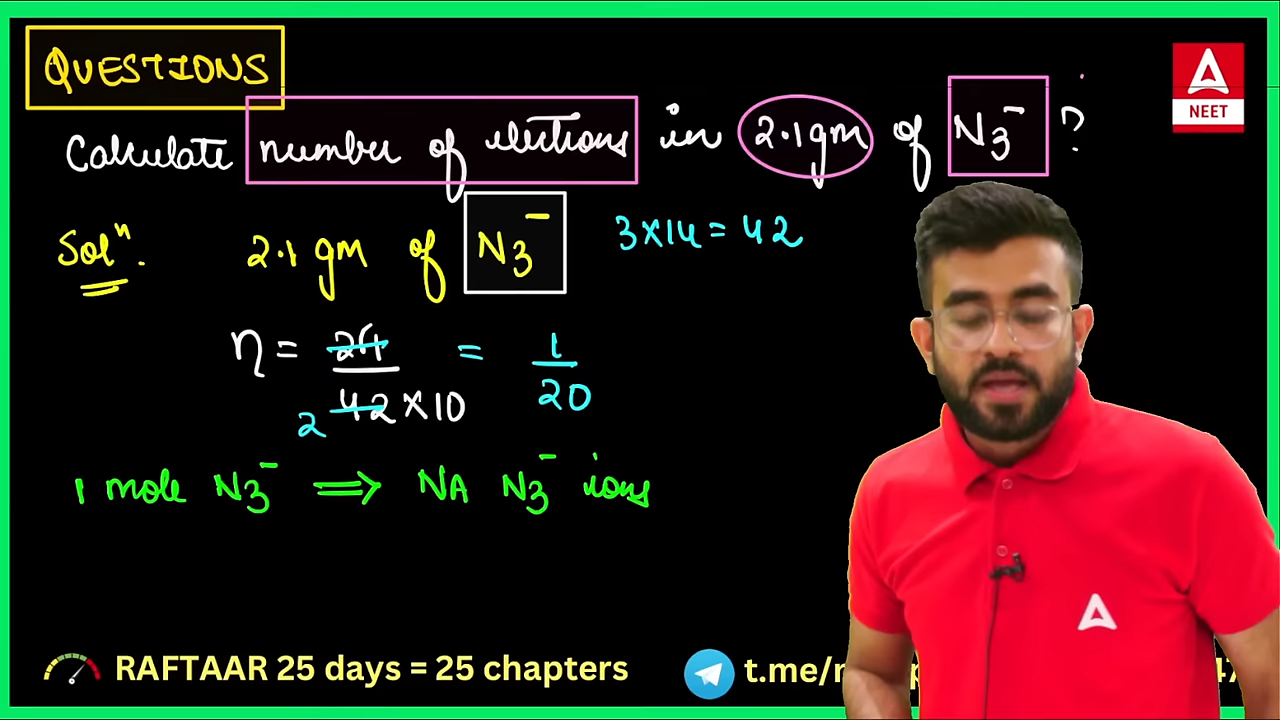 QUESTIONS
NEET
Calculate number of elections in 2.1gm of N3⁻ ?
Solⁿ. 2.1 gm of N3⁻ 3×14 = 42
η = 21/42×10 = 1/20
2
1 mole N3⁻ ⟹ NA N3⁻ ions
RAFTAAR 25 days = 25 chapters